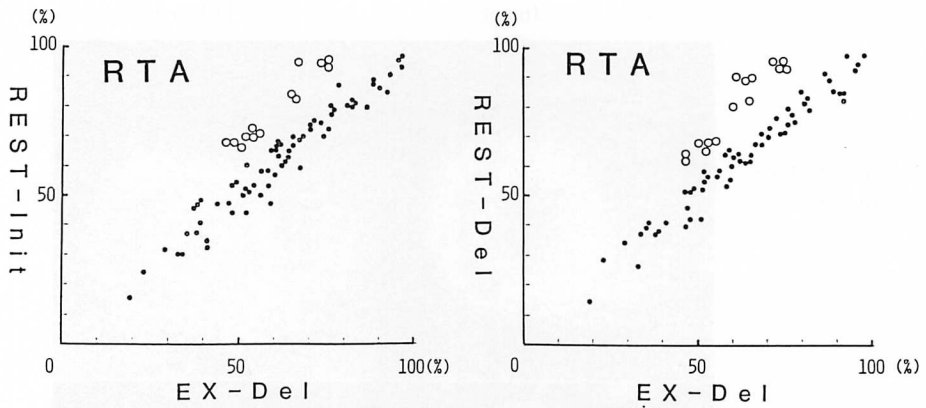 (%)
100
RTA
REST-Init
50
0
50
100(%)
EX-Del
(%)
100
RTA
REST-Del
50
0
50
100
(%)
EX-Del